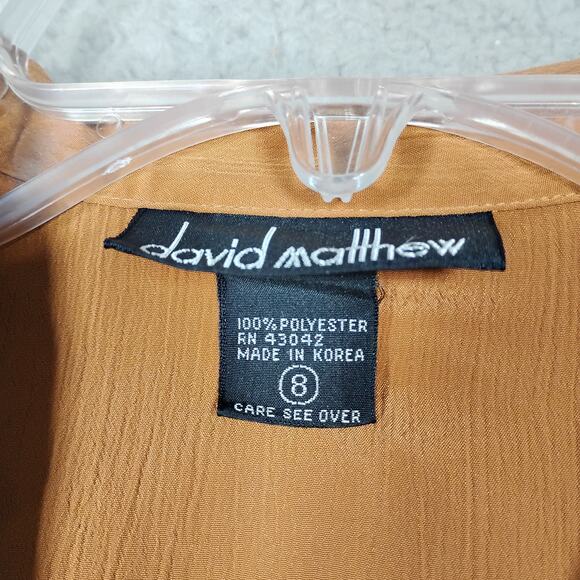 david matthew
100% POLYESTER
RN 43042
MADE IN KOREA
8
CARE SEE OVER